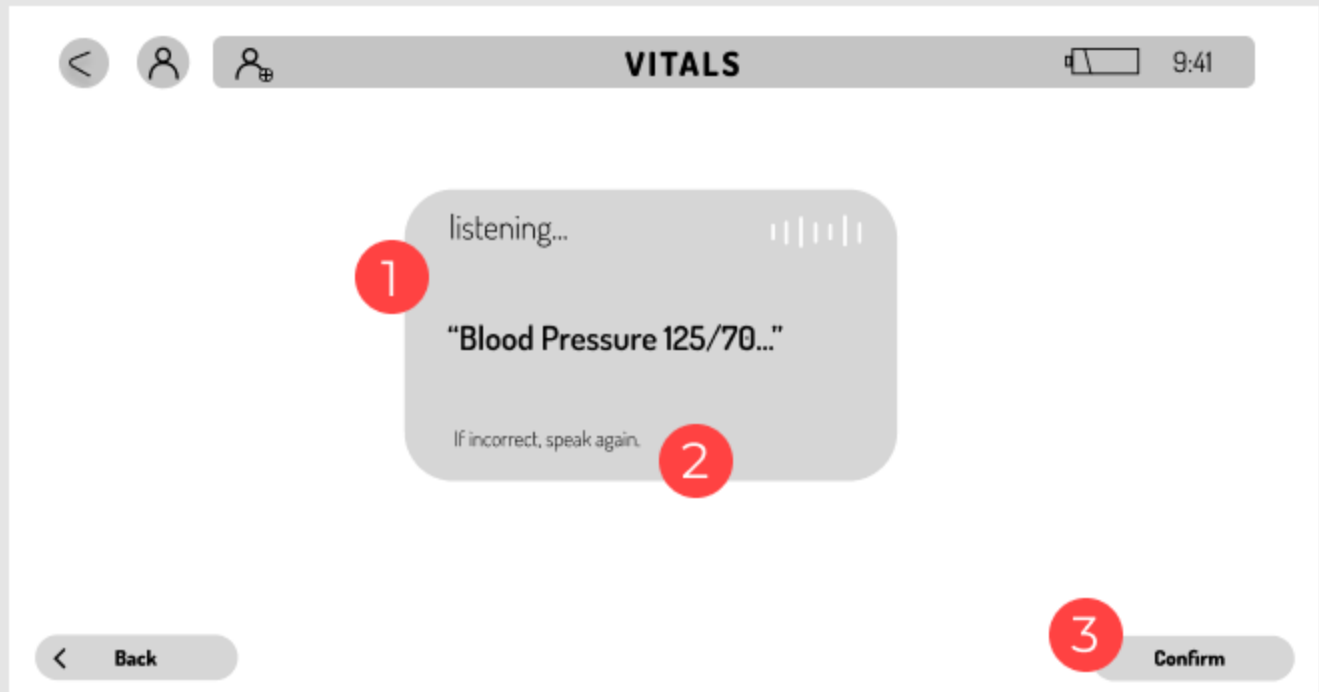 VITALS
9:41
listening...
1
“Blood Pressure 125/70...”
If incorrect, speak again.
2
3
Back
Confirm